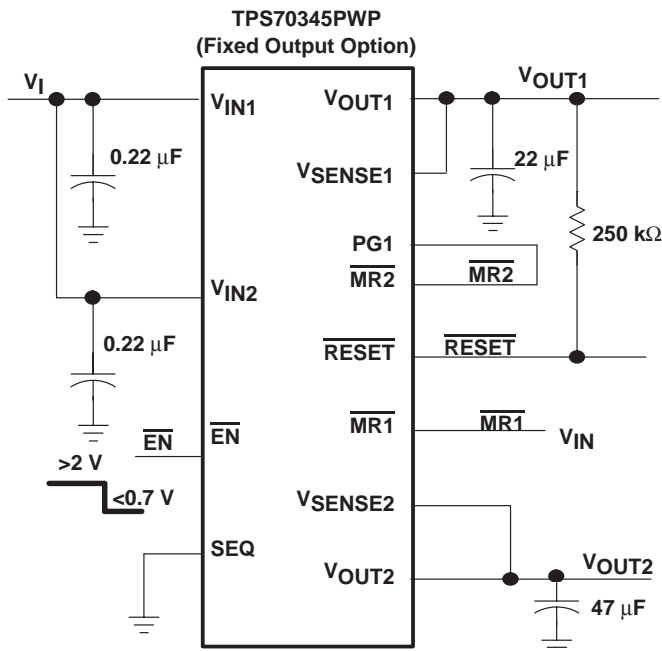 TPS70345PWP
(Fixed Output Option)
VI
VIN1
VOUT1
VOUT1
0.22 μF
VSENSE1
22 μF
PG1
250 kΩ
MR2
MR2
VIN2
0.22 μF
RESET
RESET
EN
EN
MR1
MR1
VIN
>2 V
<0.7 V
VSENSE2
SEQ
VOUT2
VOUT2
47 μF